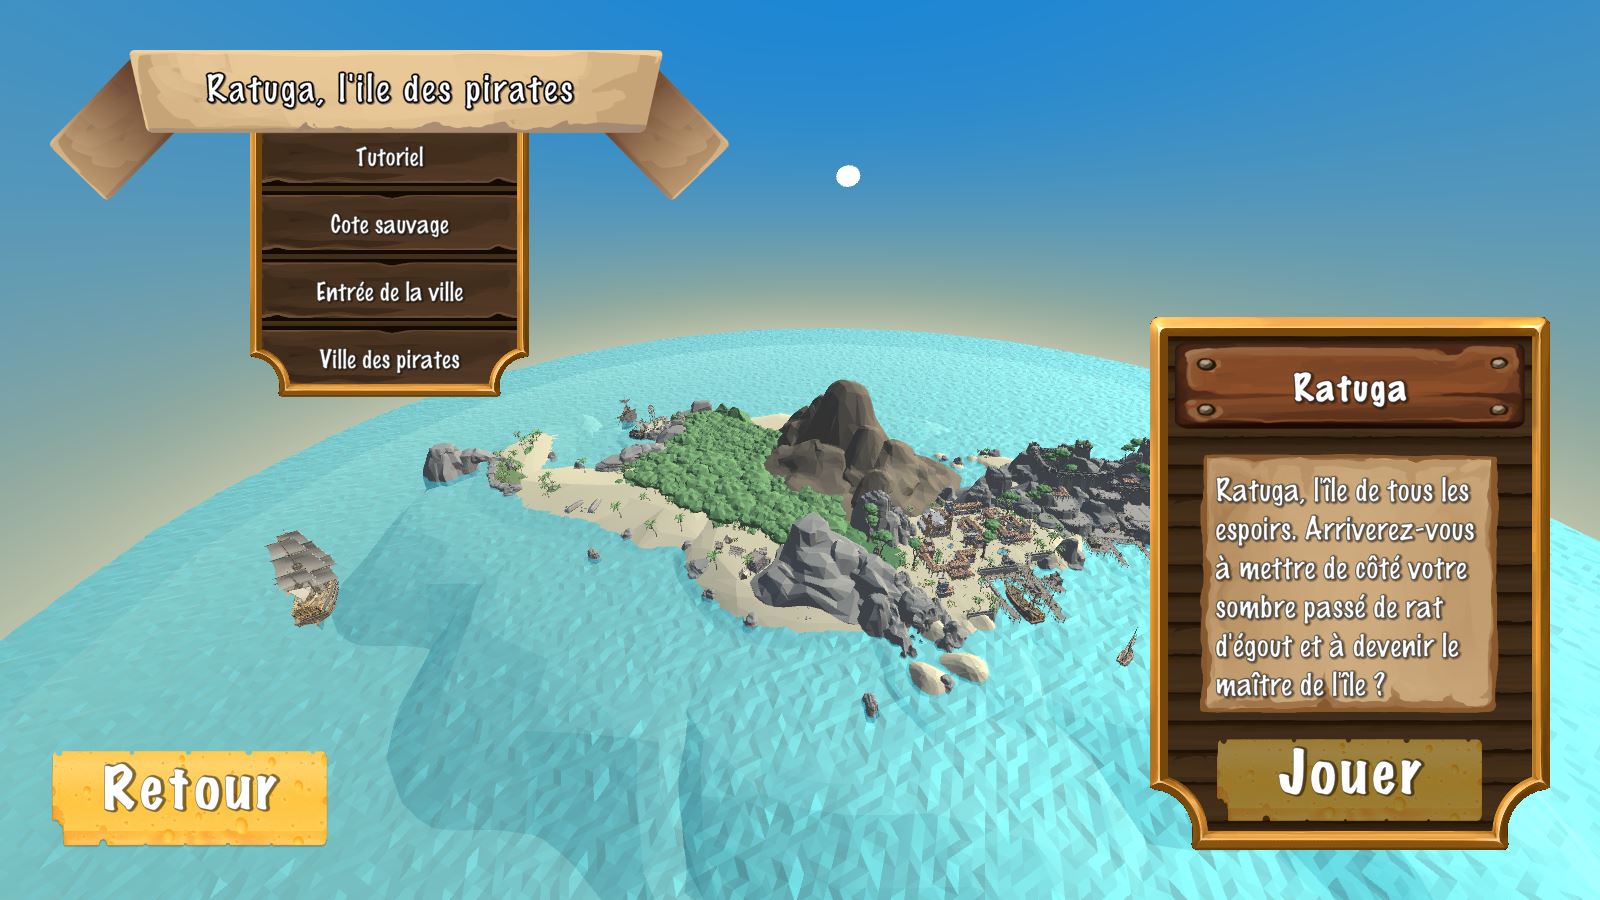 Ratuga, l'ile des pirates
Tutoriel
Cote sauvage
Entrée de la ville
Ville des pirates
Ratuga
Ratuga, l'île de tous les
espoirs. Arriverez-vous
à mettre de côté votre
sombre passé de rat
d'égout et à devenir le
maître de l'île ?
Retour
Jouer